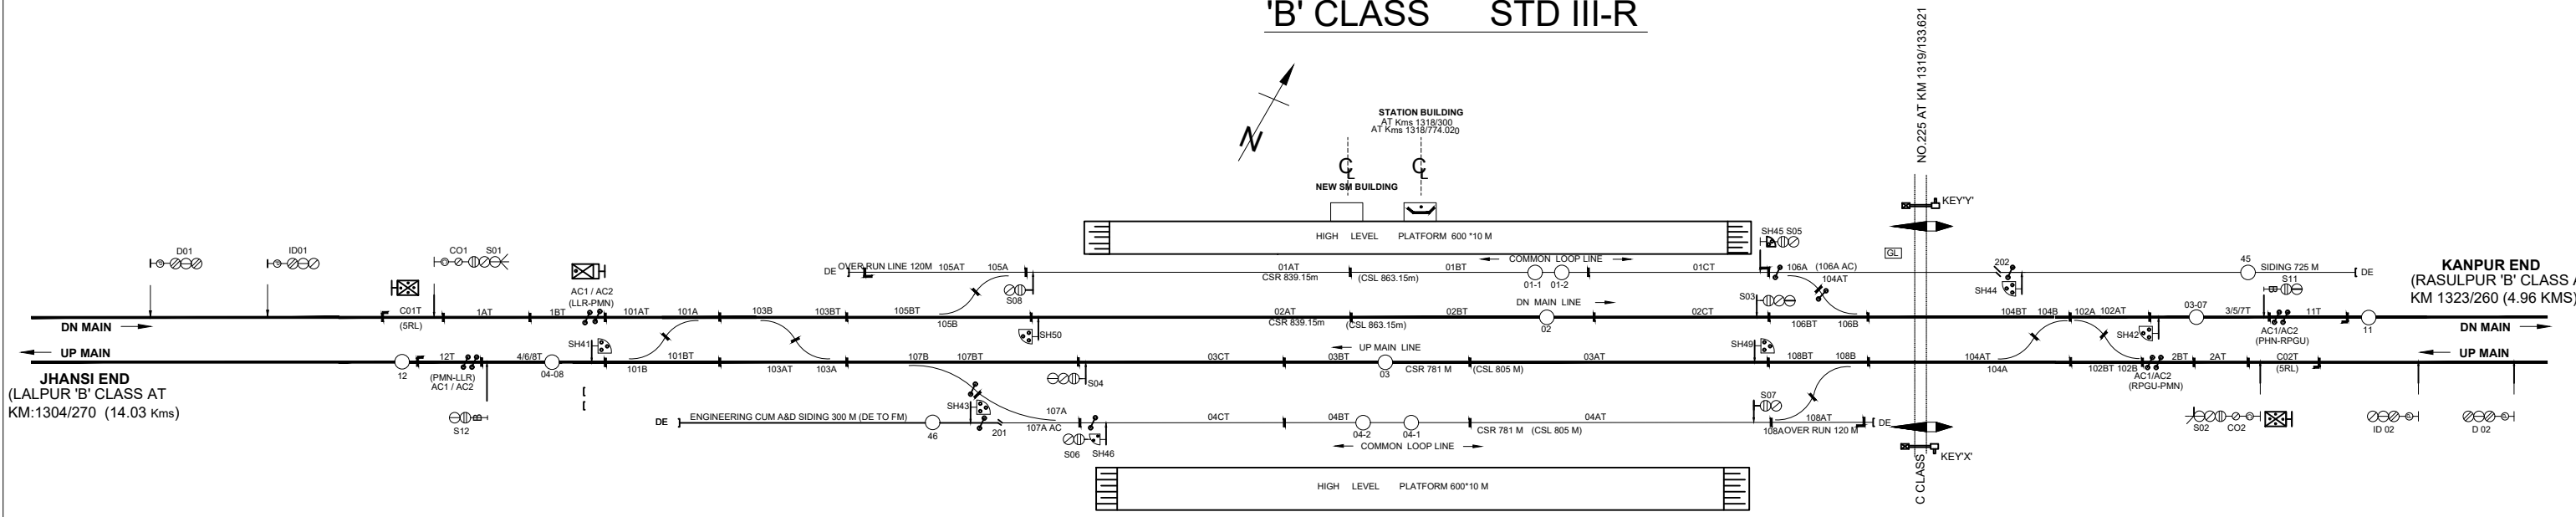 'B' CLASS STD III-R
NO.225 AT KM 1319/133.621
N
STATION BUILDING
AT Kms 1318/300
AT Kms 1318/774.020
CL
CL
NEW SM BUILDING
KEY'Y'
HIGH LEVEL PLATFORM 600 *10 M
SH45 S05
D01
ID01
CO1 S01
GL
DE
OVER RUN LINE 120M
105AT
105A
01AT
CSR 839.15m
(CSL 863.15m)
01BT
COMMON LOOP LINE
01-1
01-2
01CT
106A
(106A AC)
104AT
202
45
SIDING 725 M
DE
S11
KANPUR END
(RASULPUR 'B' CLASS A
KM 1323/260 (4.96 KMS)
AC1 / AC2
(LLR-PMN)
S08
S03
SH44
DN MAIN
C01T
(5RL)
1AT
1BT
101AT
101A
103B
103BT
105BT
105B
02AT
CSR 839.15m
(CSL 863.15m)
02BT
DN MAIN LINE
02
02CT
106BT
106B
104BT
104B
102A
102AT
03-07
3/5/7T
AC1/AC2
(PHN-RPGU)
11T
11
DN MAIN
SH41
SH50
SH49
SH42
UP MAIN
12
12T
(PMN-LLR)
AC1 / AC2
4/6/8T
04-08
101B
101BT
103AT
103A
107B
107BT
03CT
03BT
UP MAIN LINE
03
CSR 781 M
(CSL 805 M)
03AT
108BT
108B
104AT
104A
102BT
102B
AC1/AC2
(RPGU-PMN)
2BT
2AT
C02T
(5RL)
UP MAIN
JHANSI END
(LALPUR 'B' CLASS AT
KM:1304/270 (14.03 Kms)
S04
S07
S12
SH43
DE
ENGINEERING CUM A&D SIDING 300 M (DE TO FM)
46
201
107A
107A AC
S06
SH46
04CT
04BT
04-2
04-1
COMMON LOOP LINE
CSR 781 M
(CSL 805 M)
04AT
108A
108AT
OVER RUN 120 M
DE
S02
CO2
ID 02
D 02
KEY'X'
C CLASS
HIGH LEVEL PLATFORM 600*10 M